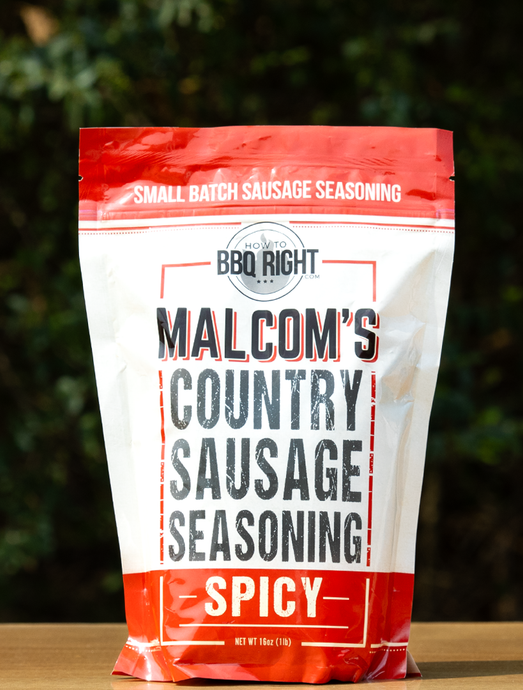 SMALL BATCH SAUSAGE SEASONING
HOW TO
BBQ RIGHT
.COM
MALCOM'S
COUNTRY
SAUSAGE
SEASONING
SPICY
NET WT 16oz (1lb)